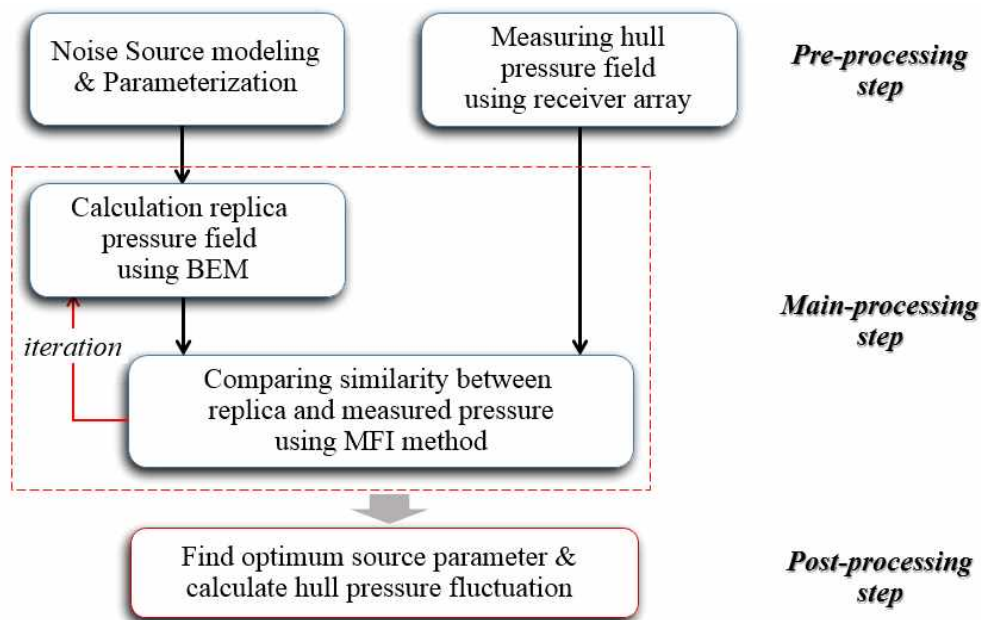 Noise Source modeling
& Parameterization
Measuring hull
pressure field
using receiver array
Pre-processing
step
Calculation replica
pressure field
using BEM
iteration
Main-processing
step
Comparing similarity between
replica and measured pressure
using MFI method
Find optimum source parameter &
calculate hull pressure fluctuation
Post-processing
step